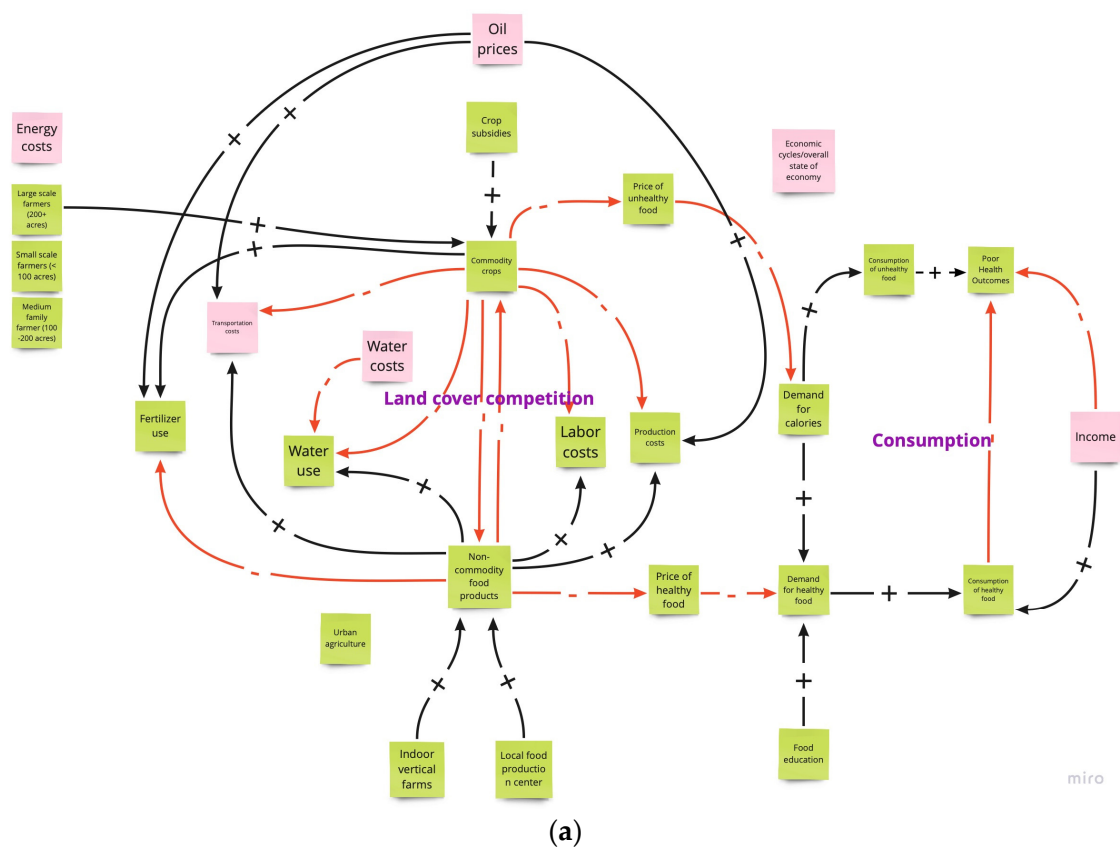 Oil
prices
Crop
subsidies
Energy
costs
Economic
cycles/overall
state of
economy
Large scale
farmers
(200+
acres)
Price of
unhealthy
food
Small scale
farmers (<
100 acres)
Commodity
crops
Consumption
of unhealthy
food
Poor
Health
Outcomes
Medium
family
farmer (100
-200 acres)
Transportation
costs
Water
costs
Land cover competition
Fertilizer
use
Water
use
Labor
costs
Production
costs
Demand
for
calories
Consumption
Income
Non-
commodity
food
products
Price of
healthy
food
Demand
for healthy
food
Consumption
of healthy
food
Urban
agriculture
Indoor
vertical
farms
Local food
productio
n center
Food
education
miro
(a)